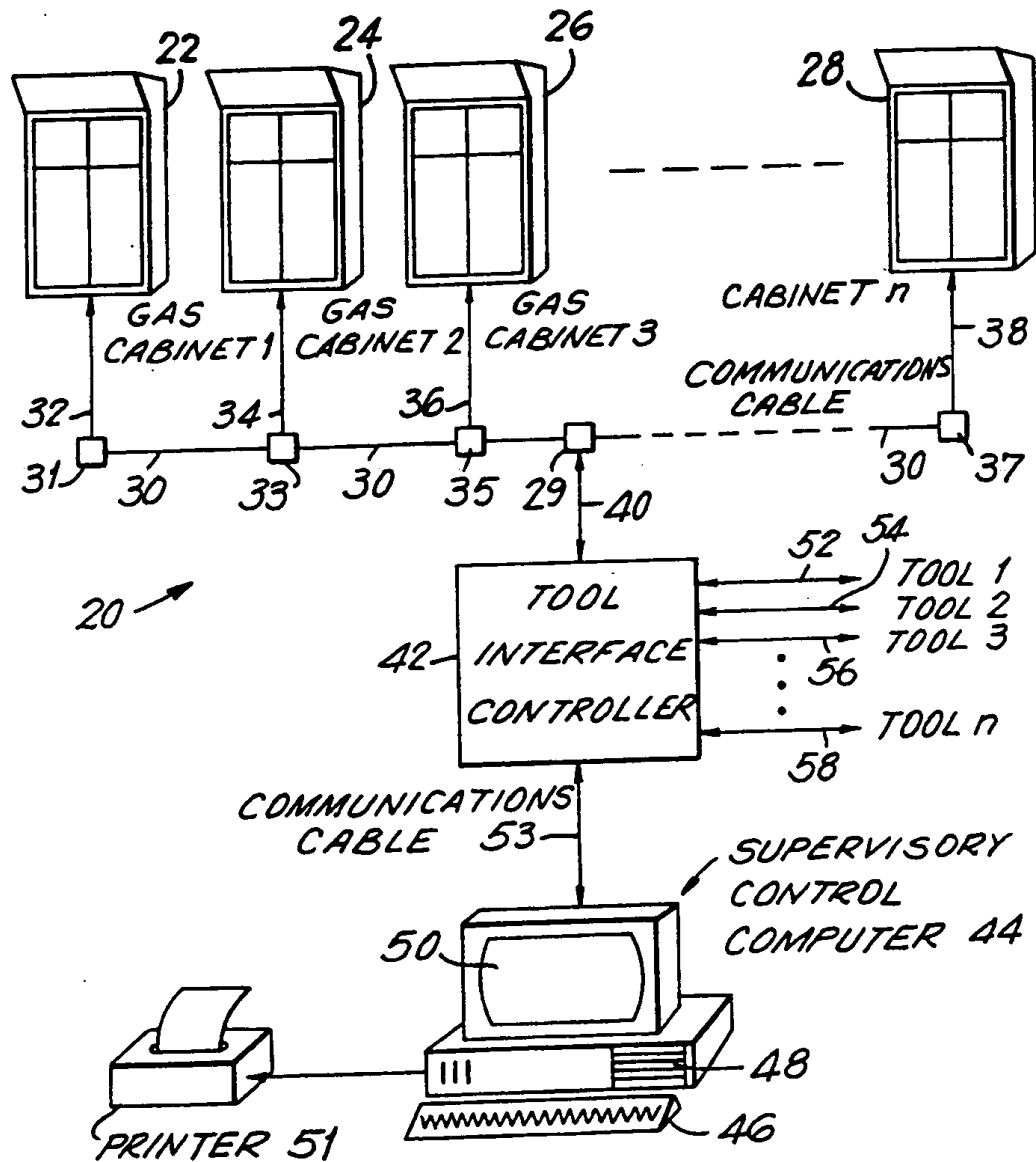 22
24
26
28
GAS CABINET 1
GAS CABINET 2
GAS CABINET 3
CABINET n
38
COMMUNICATIONS CABLE
32
34
36
31
30
33
30
35
29
30
37
40
20
42
TOOL
INTERFACE
CONTROLLER
52
54
TOOL 1
TOOL 2
TOOL 3
56
TOOL n
58
COMMUNICATIONS
CABLE
53
SUPERVISORY
CONTROL
COMPUTER 44
50
48
46
PRINTER 51